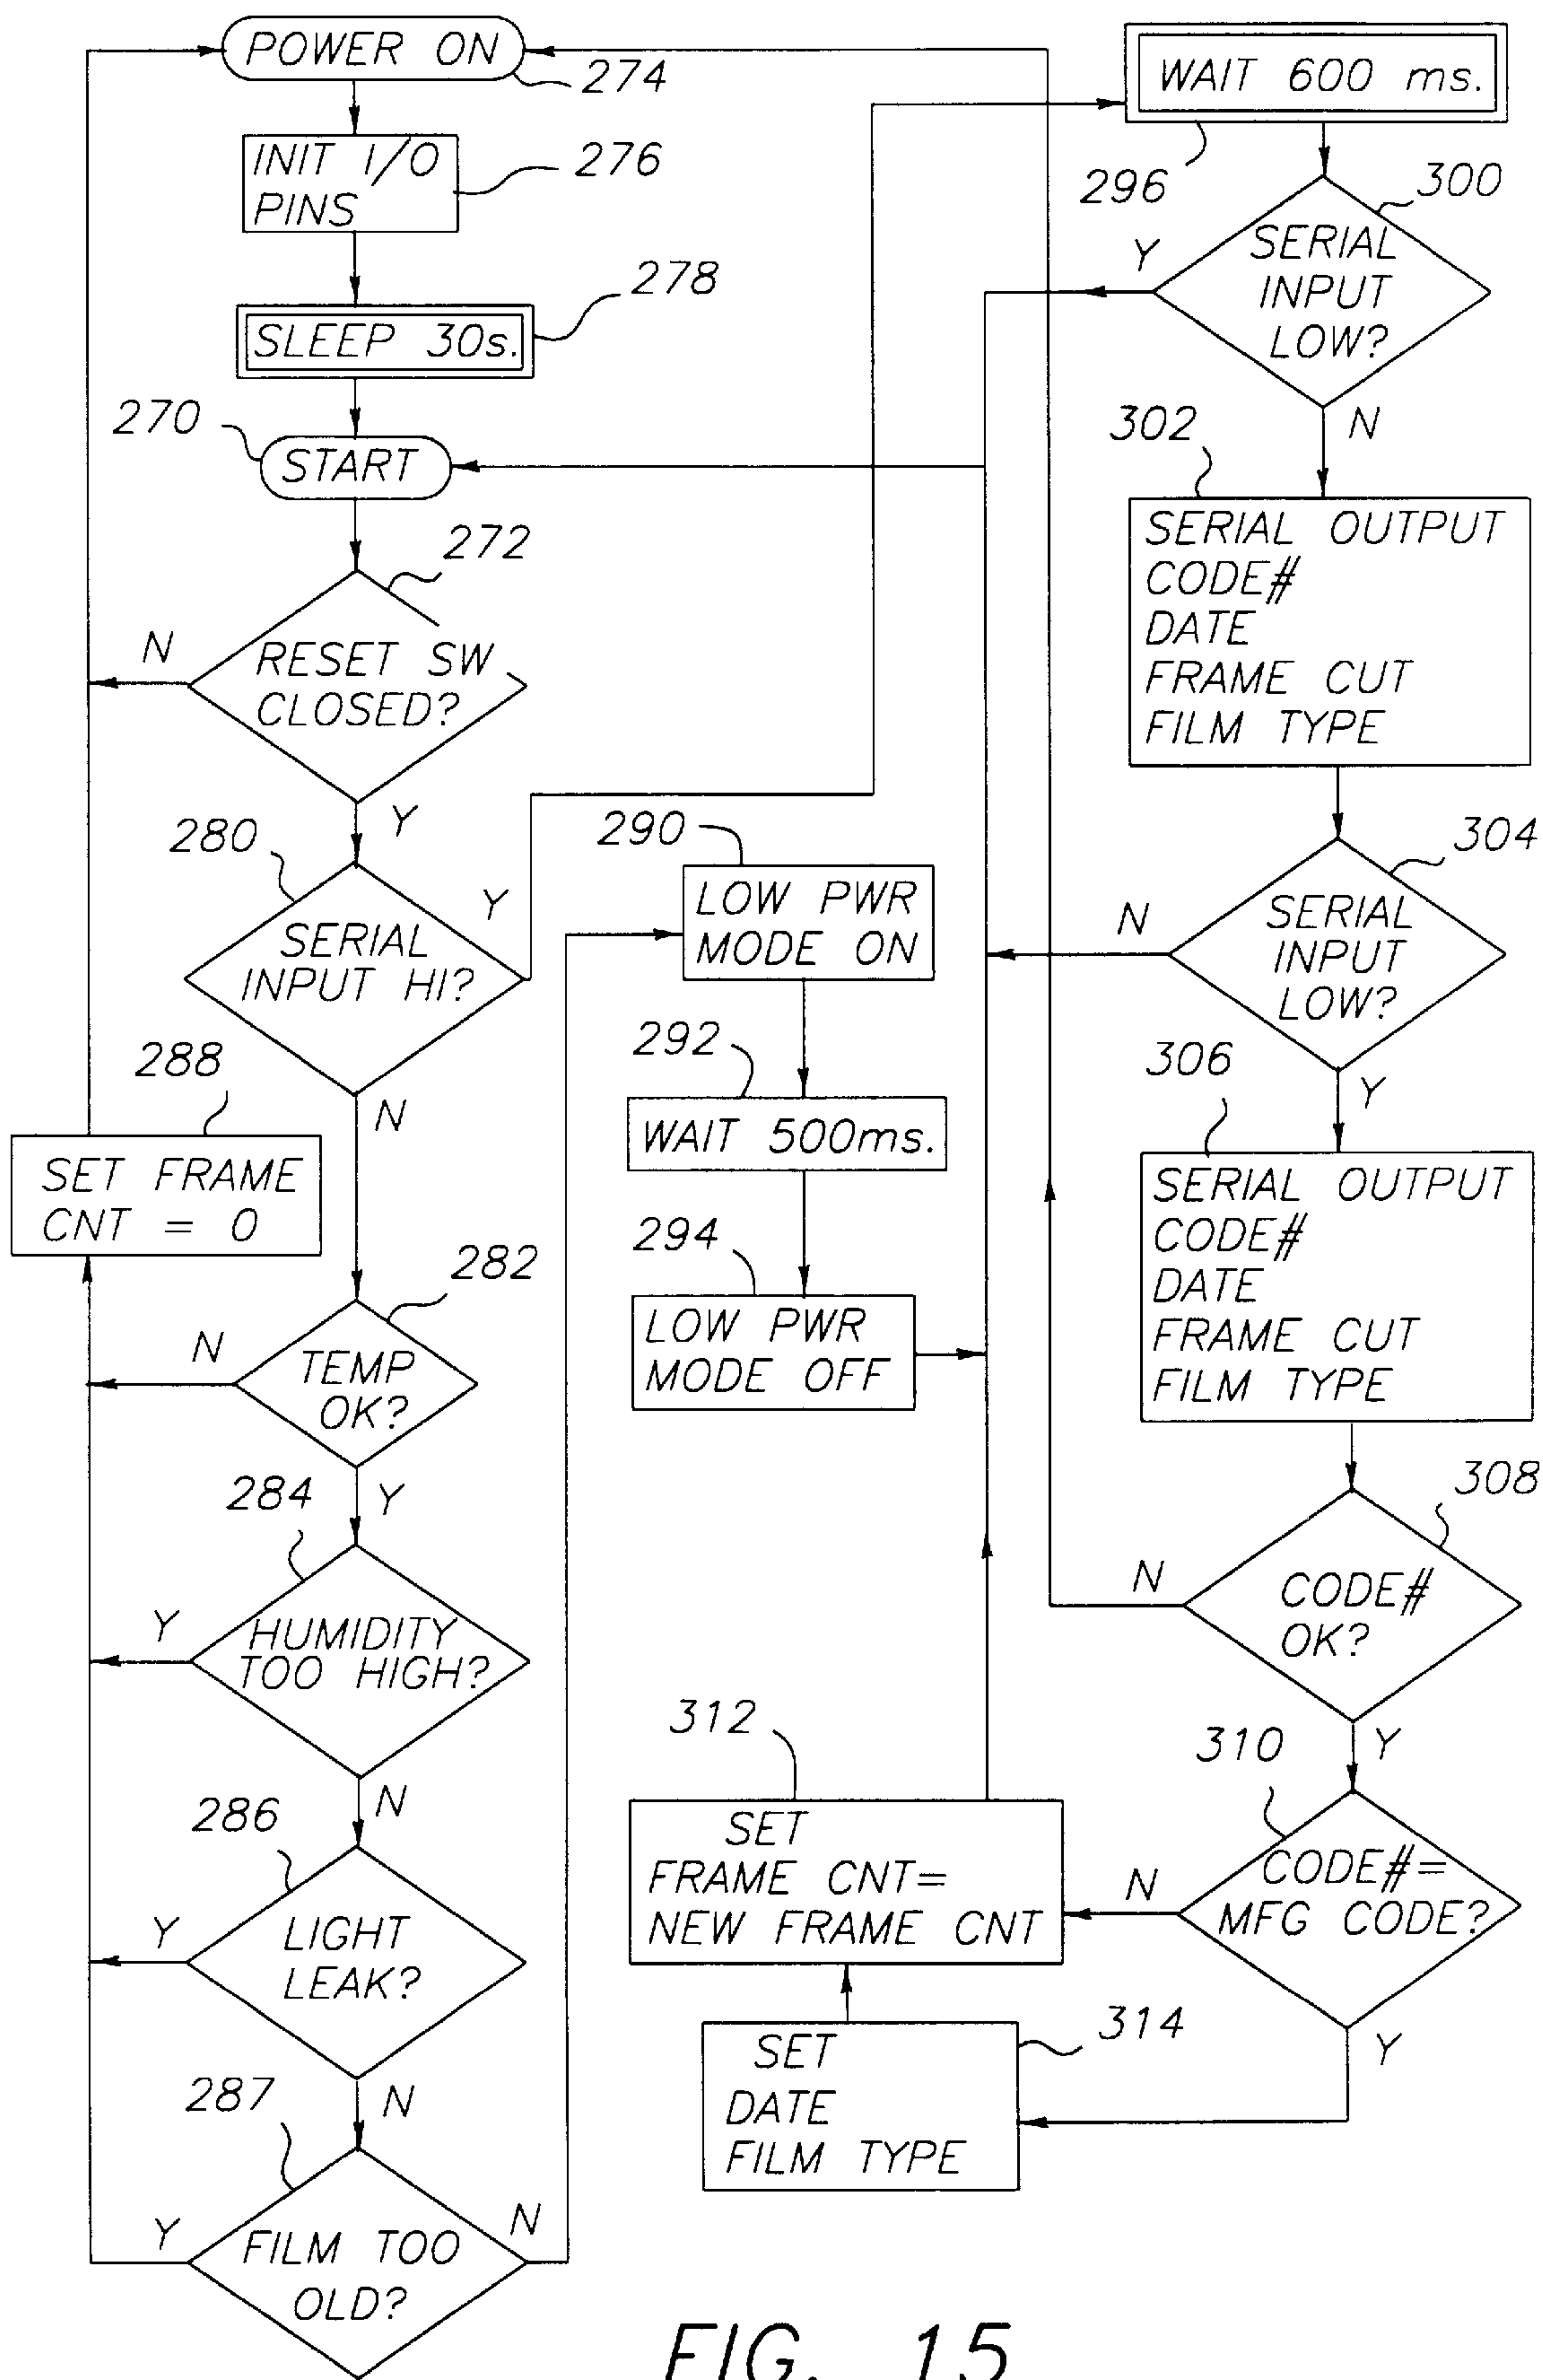 POWER ON
274
INIT I/O
PINS
276
SLEEP 30s.
278
270
START
272
RESET SW
CLOSED?
N
Y
280
SERIAL
INPUT HI?
Y
N
288
SET FRAME
CNT = 0
282
TEMP
OK?
N
Y
284
HUMIDITY
TOO HIGH?
Y
N
286
LIGHT
LEAK?
Y
N
287
FILM TOO
OLD?
Y
N
290
LOW PWR
MODE ON
292
WAIT 500ms.
294
LOW PWR
MODE OFF
WAIT 600 ms.
296
300
SERIAL
INPUT
LOW?
Y
N
302
SERIAL OUTPUT
CODE#
DATE
FRAME CUT
FILM TYPE
304
SERIAL
INPUT
LOW?
N
Y
306
SERIAL OUTPUT
CODE#
DATE
FRAME CUT
FILM TYPE
308
CODE#
OK?
N
Y
310
CODE#=
MFG CODE?
N
Y
312
SET
FRAME CNT=
NEW FRAME CNT
314
SET
DATE
FILM TYPE
FIG. 15